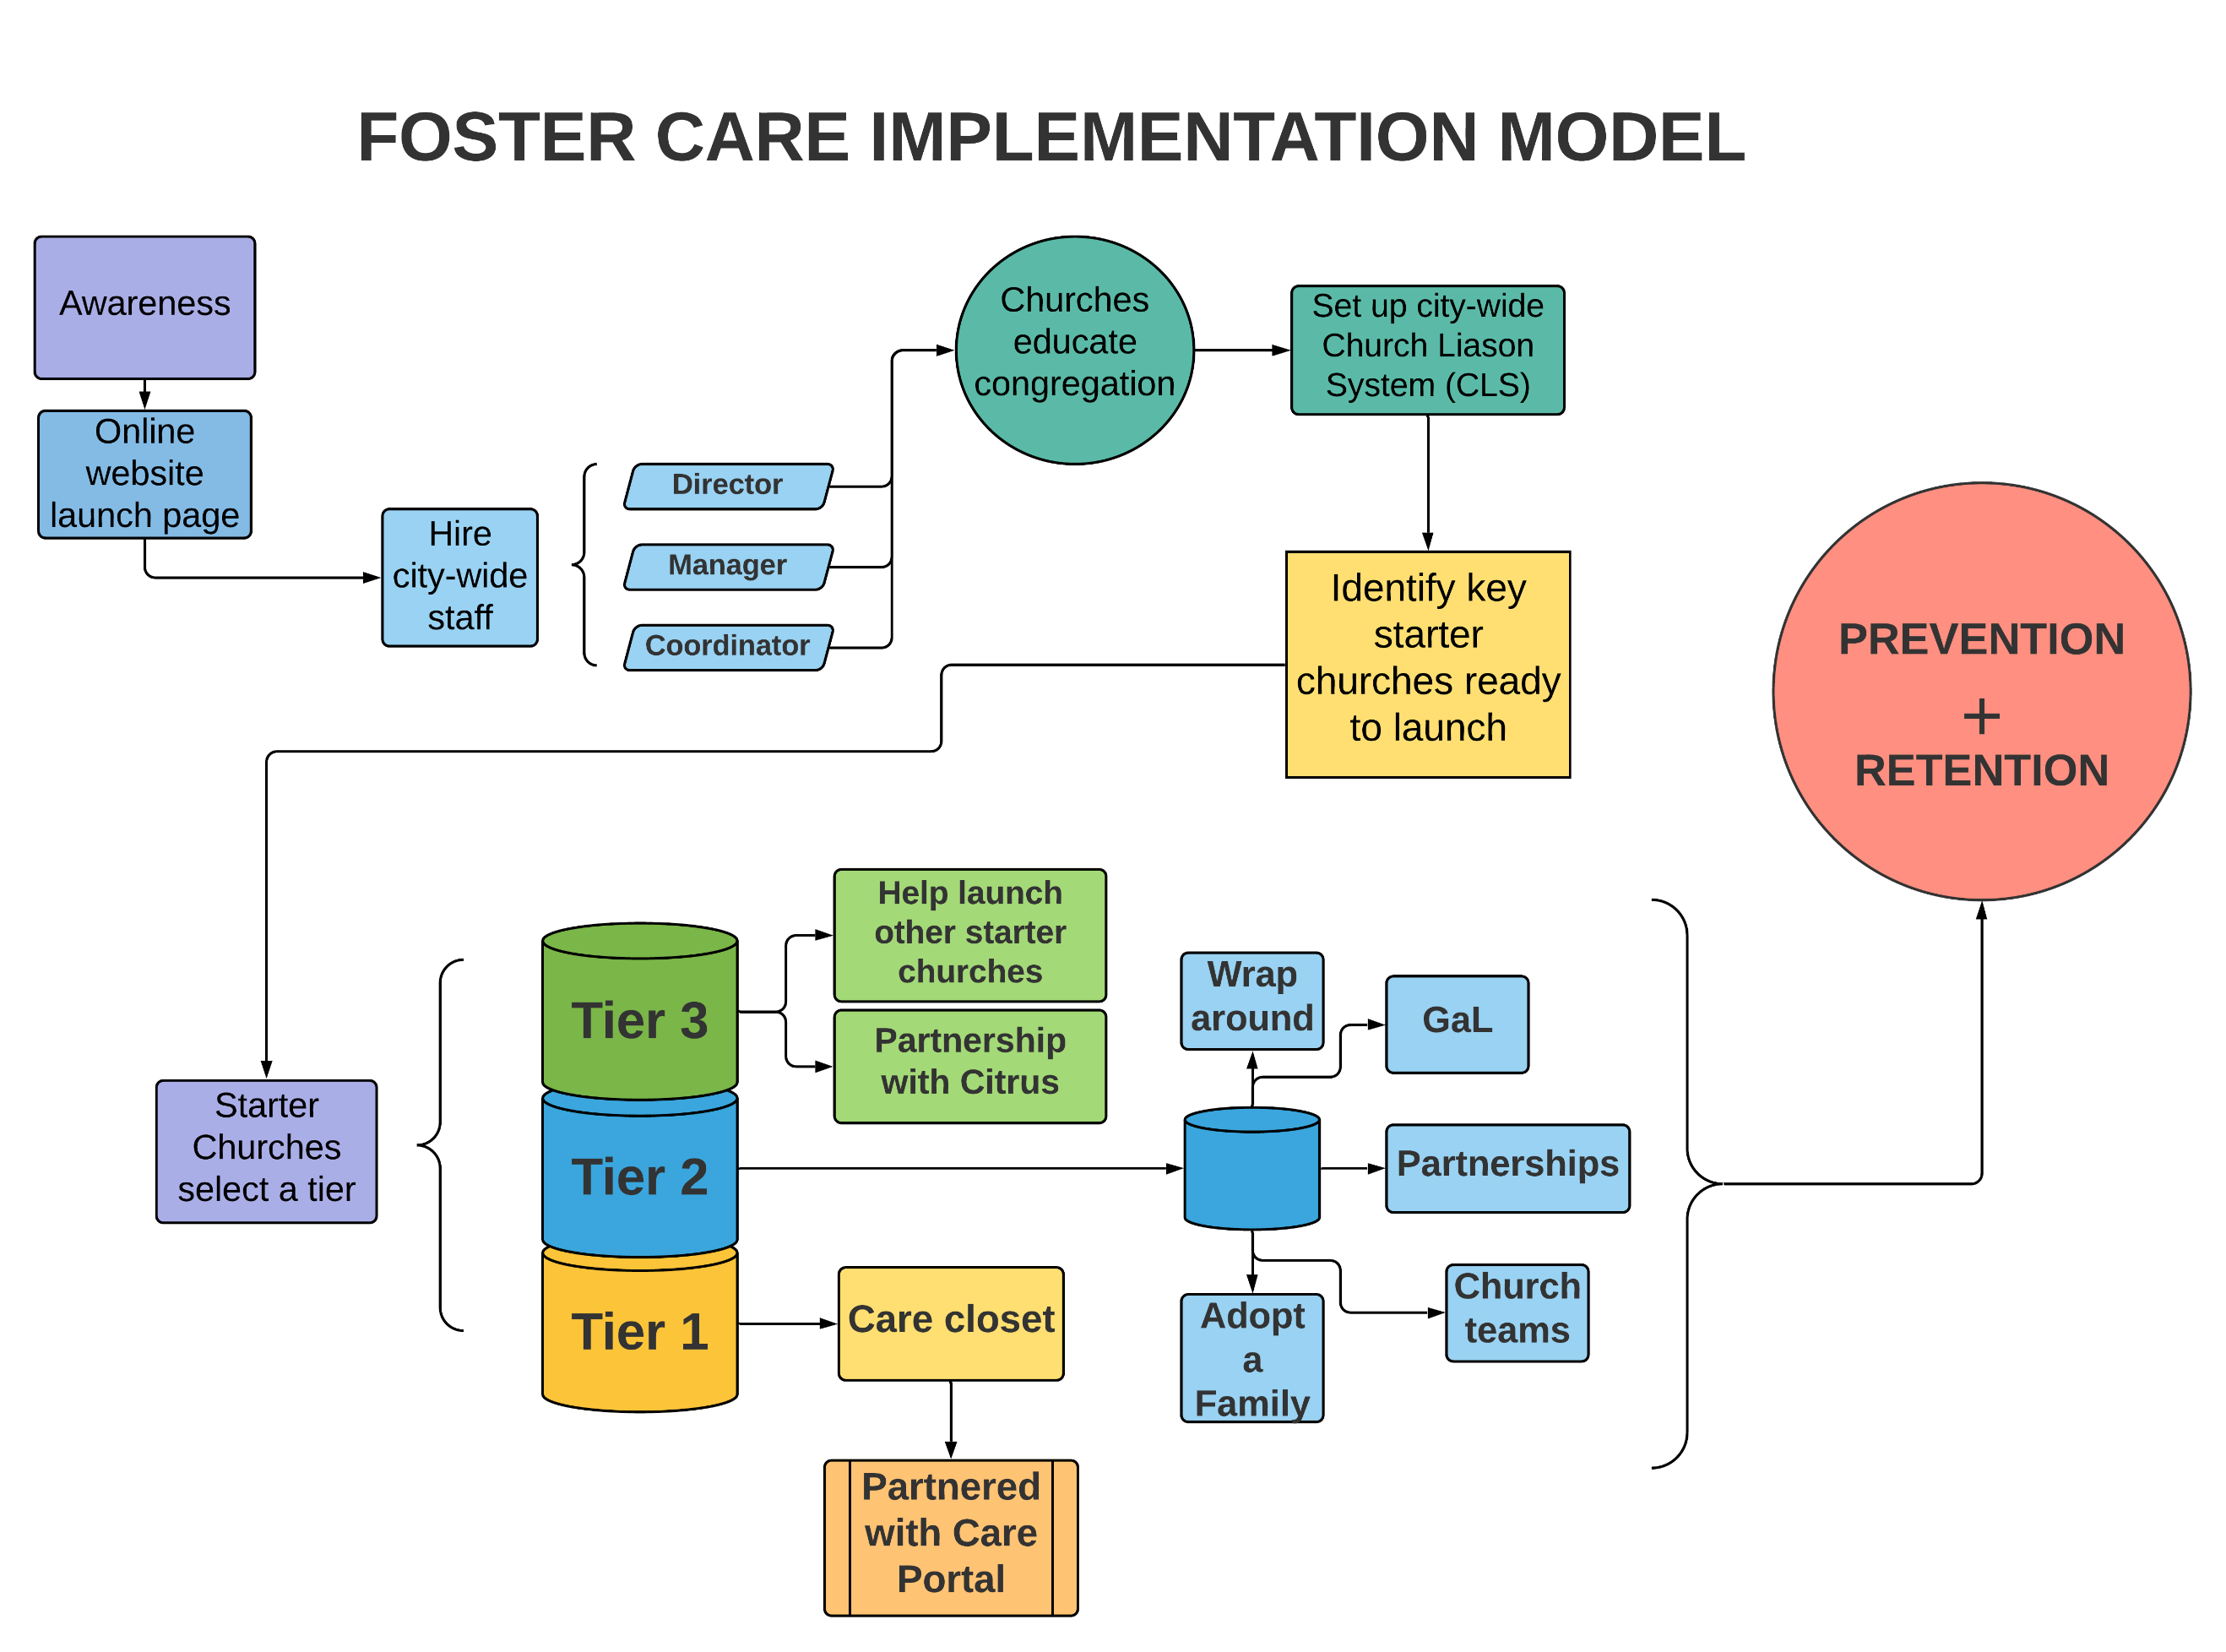 FOSTER CARE IMPLEMENTATION MODEL
Awareness
Online
website
launch page
Hire
city-wide
staff
Director
Manager
Coordinator
Churches
educate
congregation
Set up city-wide
Church Liason
System (CLS)
Identify key
starter
churches ready
to launch
PREVENTION
+
RETENTION
Starter
Churches
select a tier
Tier 3
Tier 2
Tier 1
Help launch
other starter
churches
Partnership
with Citrus
Wrap
around
GaL
Partnerships
Church
teams
Adopt
a
Family
Care closet
Partnered
with Care
Portal